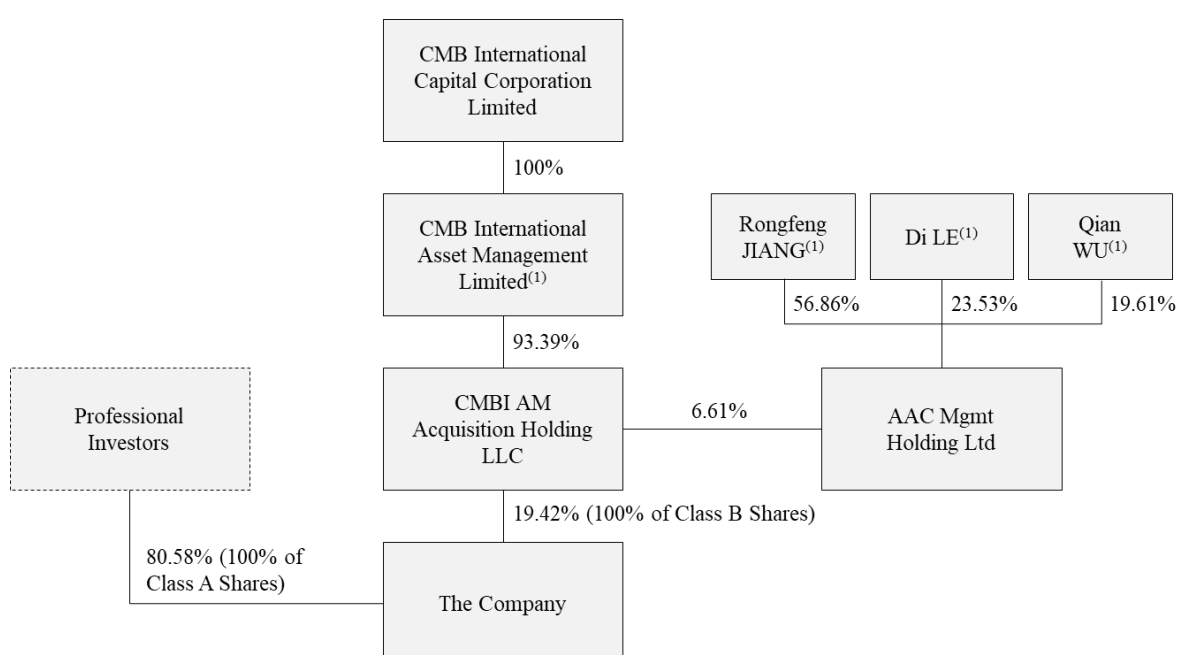 CMB International
Capital Corporation
Limited
100%
CMB International
Asset Management
Limited(1)
Rongfeng
JIANG(1)
Di LE(1)
Qian
WU(1)
56.86%
23.53%
19.61%
93.39%
Professional
Investors
CMBI AM
Acquisition Holding
LLC
6.61%
AAC Mgmt
Holding Ltd
19.42% (100% of Class B Shares)
80.58% (100% of
Class A Shares)
The Company